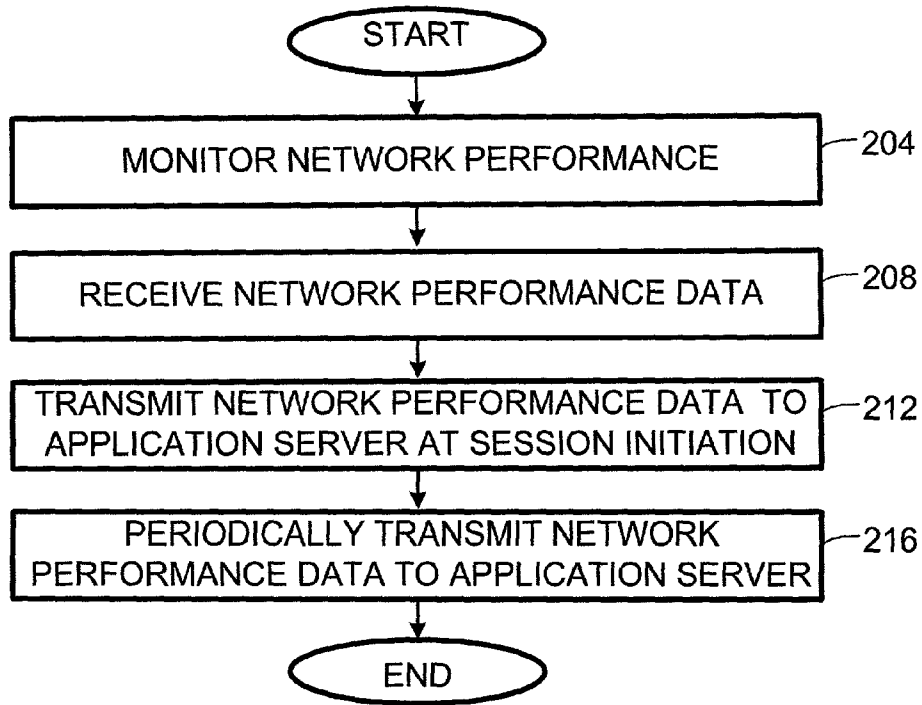 START
MONITOR NETWORK PERFORMANCE
204
RECEIVE NETWORK PERFORMANCE DATA
208
TRANSMIT NETWORK PERFORMANCE DATA TO
APPLICATION SERVER AT SESSION INITIATION
212
PERIODICALLY TRANSMIT NETWORK
PERFORMANCE DATA TO APPLICATION SERVER
216
END